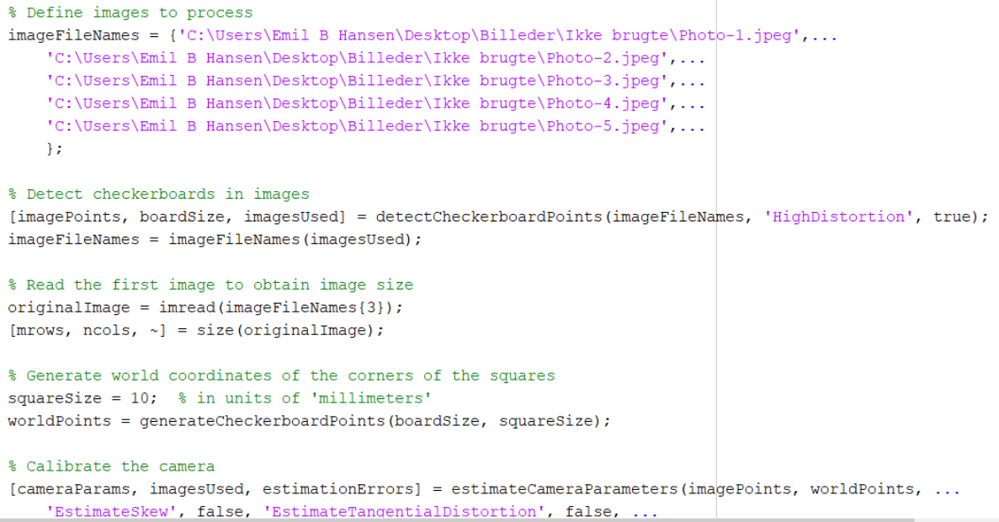 % Define images to process
imageFileNames = {'C:\Users\Emil B Hansen\Desktop\Billeder\Ikke brugte\Photo-1.jpeg',...
    'C:\Users\Emil B Hansen\Desktop\Billeder\Ikke brugte\Photo-2.jpeg',...
    'C:\Users\Emil B Hansen\Desktop\Billeder\Ikke brugte\Photo-3.jpeg',...
    'C:\Users\Emil B Hansen\Desktop\Billeder\Ikke brugte\Photo-4.jpeg',...
    'C:\Users\Emil B Hansen\Desktop\Billeder\Ikke brugte\Photo-5.jpeg',...
    };
% Detect checkerboards in images
[imagePoints, boardSize, imagesUsed] = detectCheckerboardPoints(imageFileNames, 'HighDistortion', true);
imageFileNames = imageFileNames(imagesUsed);
% Read the first image to obtain image size
originalImage = imread(imageFileNames{3});
[mrows, ncols, ~] = size(originalImage);
% Generate world coordinates of the corners of the squares
squareSize = 10;  % in units of 'millimeters'
worldPoints = generateCheckerboardPoints(boardSize, squareSize);
% Calibrate the camera
[cameraParams, imagesUsed, estimationErrors] = estimateCameraParameters(imagePoints, worldPoints, ...
    'EstimateSkew', false, 'EstimateTangentialDistortion', false, ...